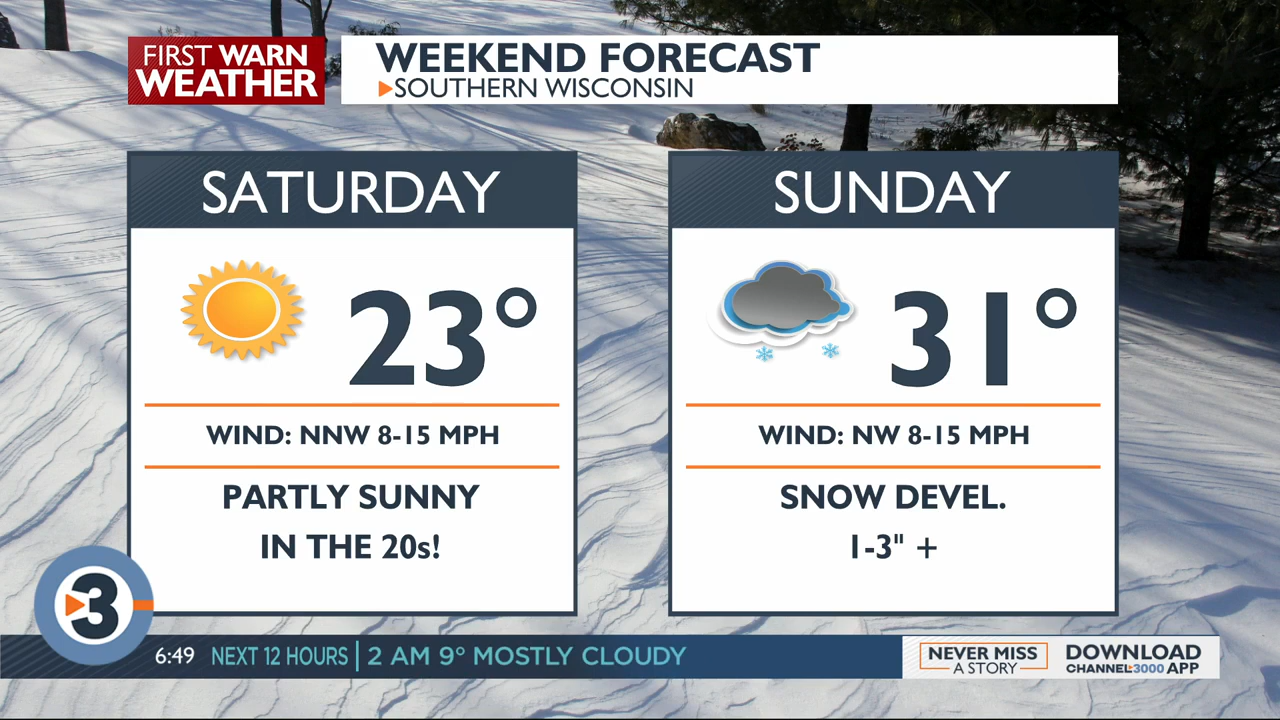 FIRST WARN
WEATHER
WEEKEND FORECAST
SOUTHERN WISCONSIN
SATURDAY
23°
WIND: NNW 8-15 MPH
PARTLY SUNNY
IN THE 20s!
SUNDAY
31°
WIND: NW 8-15 MPH
SNOW DEVEL.
1-3" +
3
6:49 NEXT 12 HOURS 2 AM 9° MOSTLY CLOUDY
NEVER MISS
A STORY
DOWNLOAD
CHANNEL3000 APP